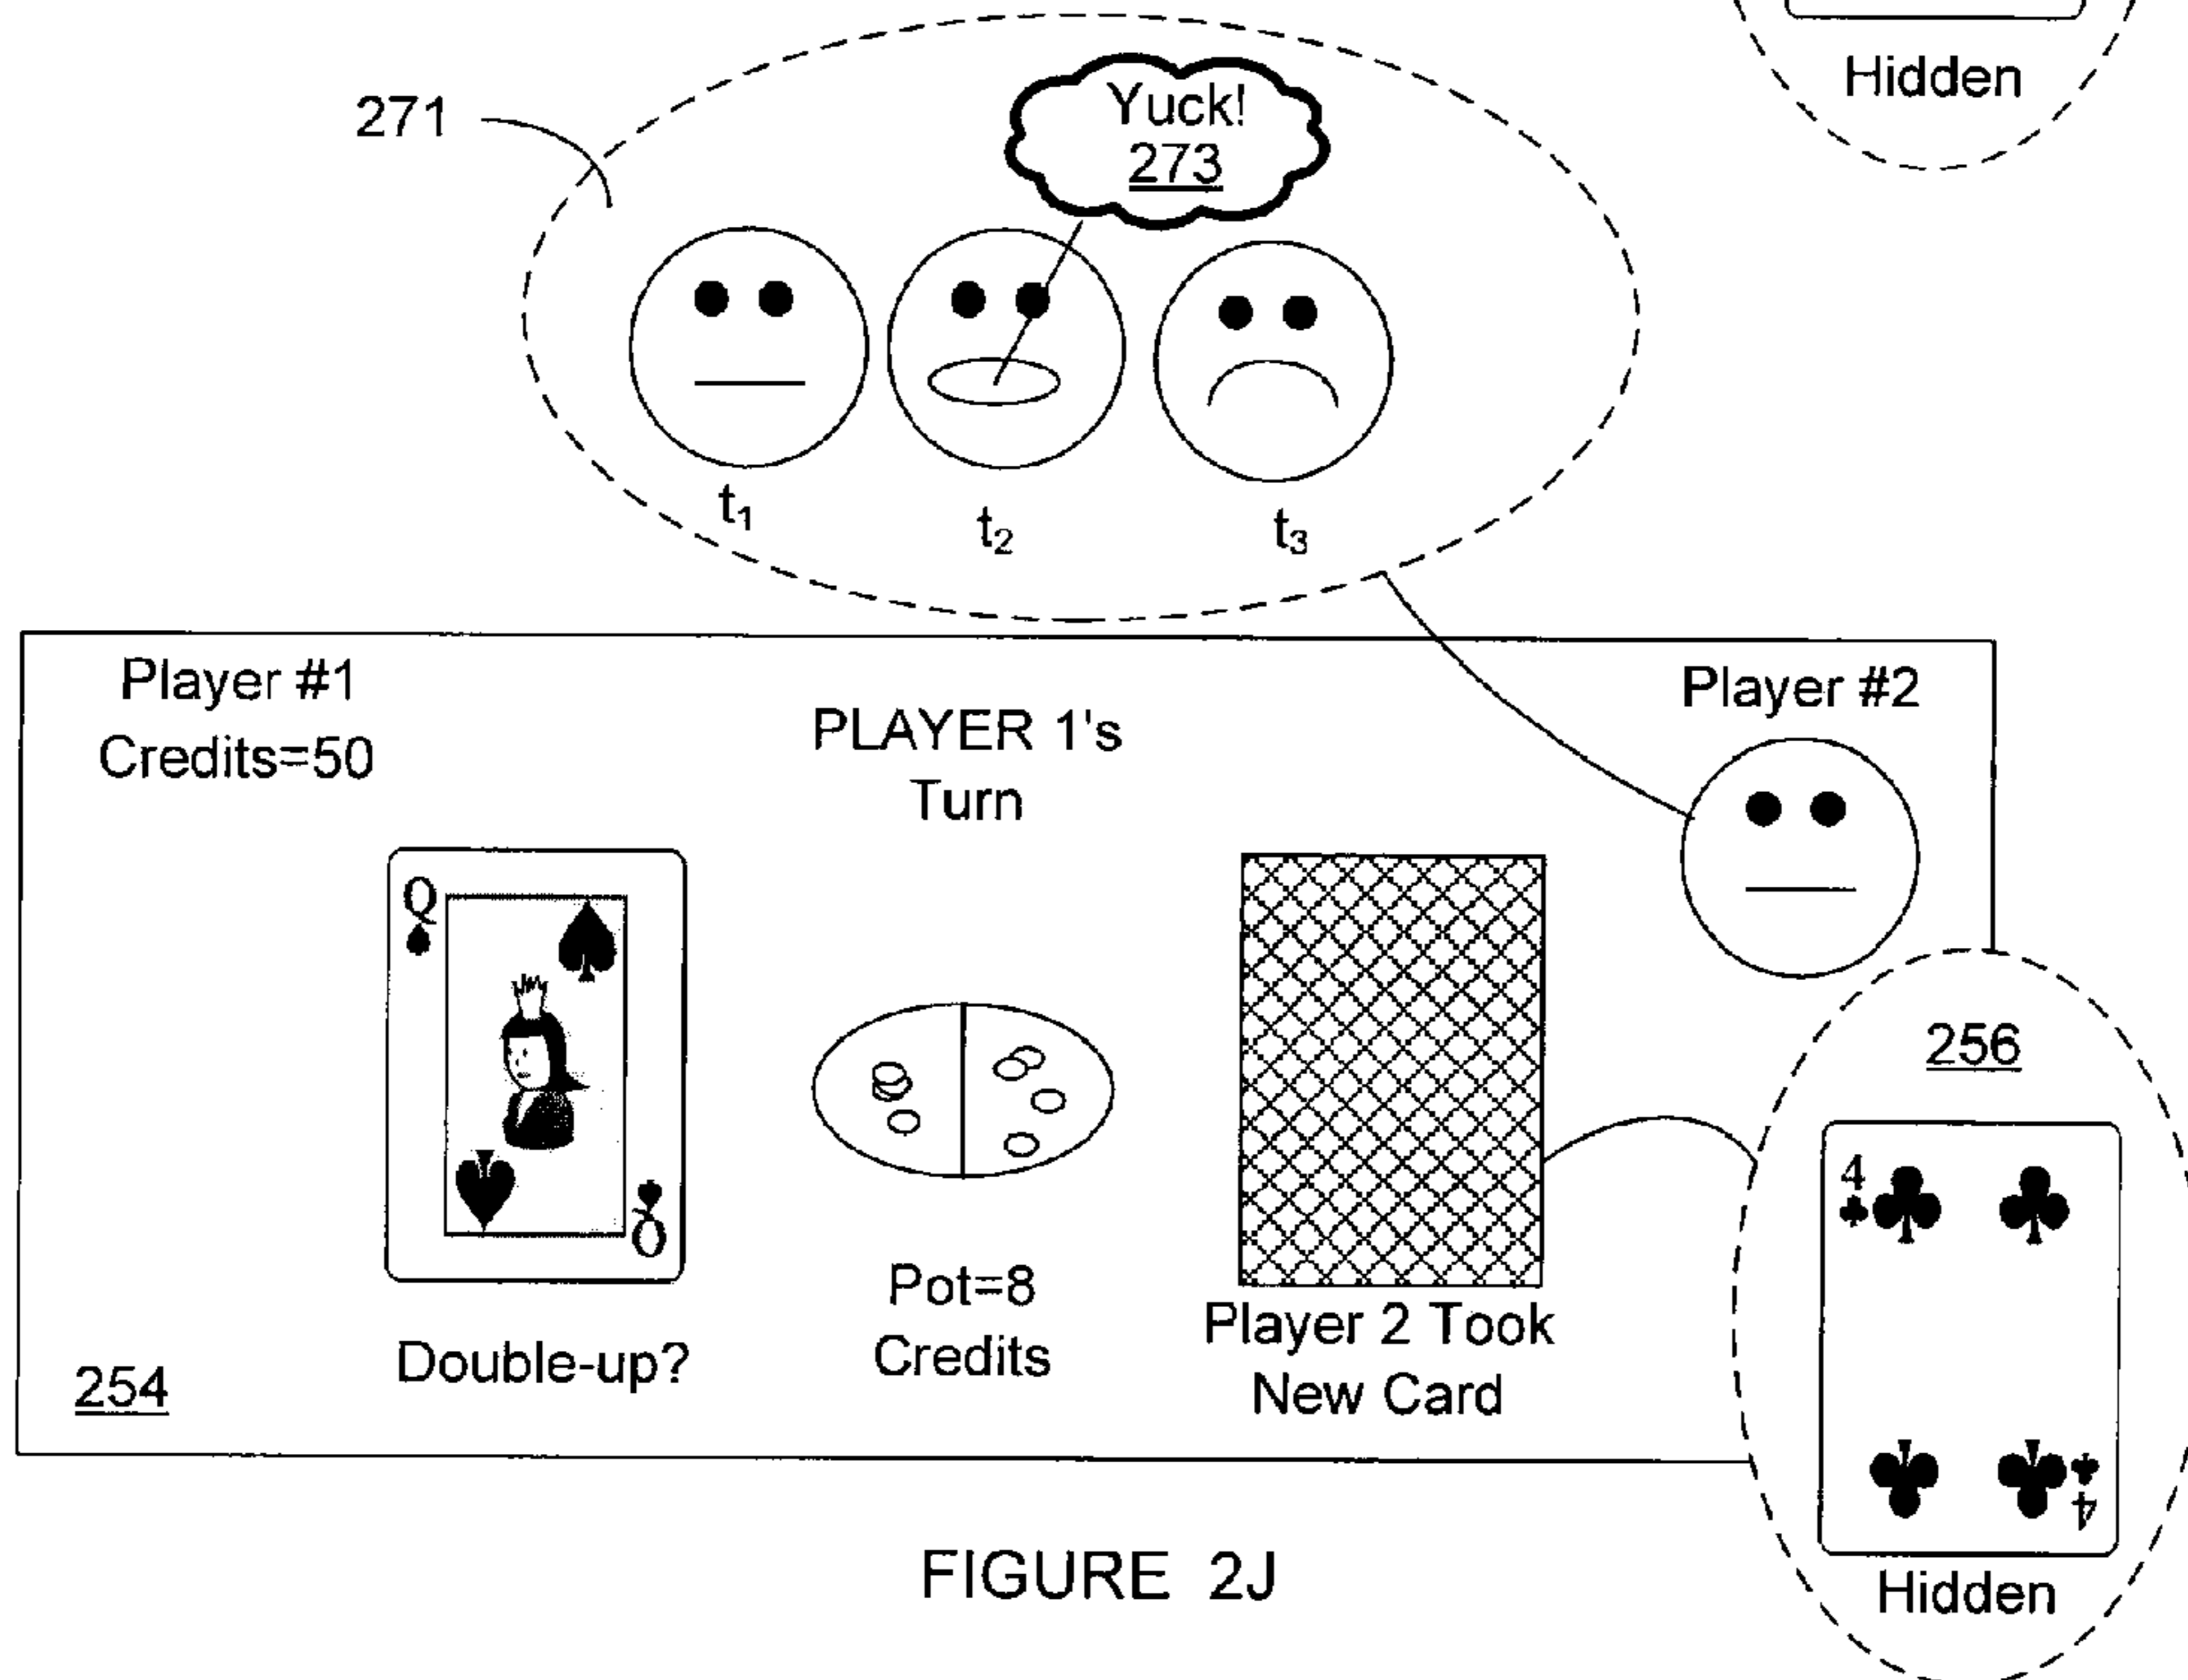 Hidden
271
Yuck!
273
t₁
t₂
t₃
Player #1
Credits=50
PLAYER 1's
Turn
Player #2
Q
Q
Double-up?
Pot=8
Credits
Player 2 Took
New Card
254
256
4
4
Hidden
FIGURE 2J